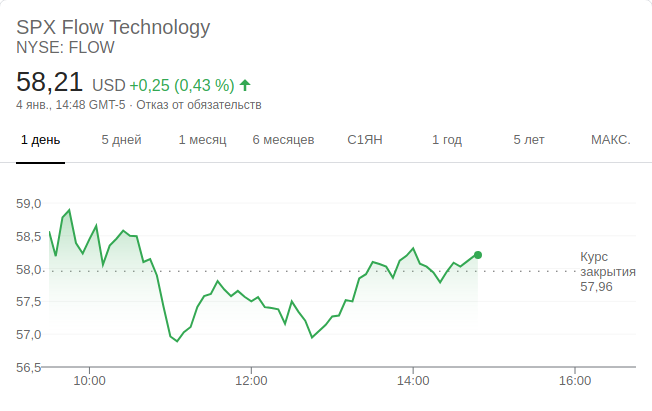 SPX Flow Technology
NYSE: FLOW
58,21 USD +0,25 (0,43 %)
4 янв., 14:48 GMT-5 · Отказ от обязательств
1 день 5 дней 1 месяц 6 месяцев С1ЯН 1 год 5 лет МАКС.
59,0
58,5
58,0
57,5
57,0
56,5
Курс
закрытия
57,96
10:00 12:00 14:00 16:00